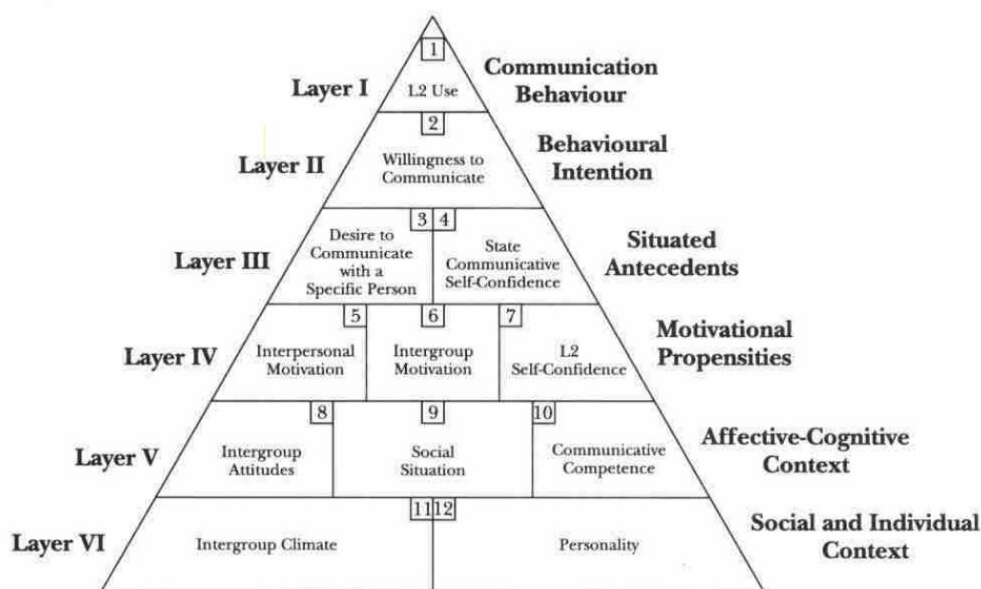 1
Layer I
L2 Use
Communication
Behaviour
2
Layer II
Willingness to
Communicate
Behavioural
Intention
3 4
Layer III
Desire to
Communicate
with a
Specific Person
State
Communicative
Self-Confidence
Situated
Antecedents
5 6 7
Layer IV
Interpersonal
Motivation
Intergroup
Motivation
L2
Self-Confidence
Motivational
Propensities
8 9 10
Layer V
Intergroup
Attitudes
Social
Situation
Communicative
Competence
Affective-Cognitive
Context
11 12
Layer VI
Intergroup Climate
Personality
Social and Individual
Context